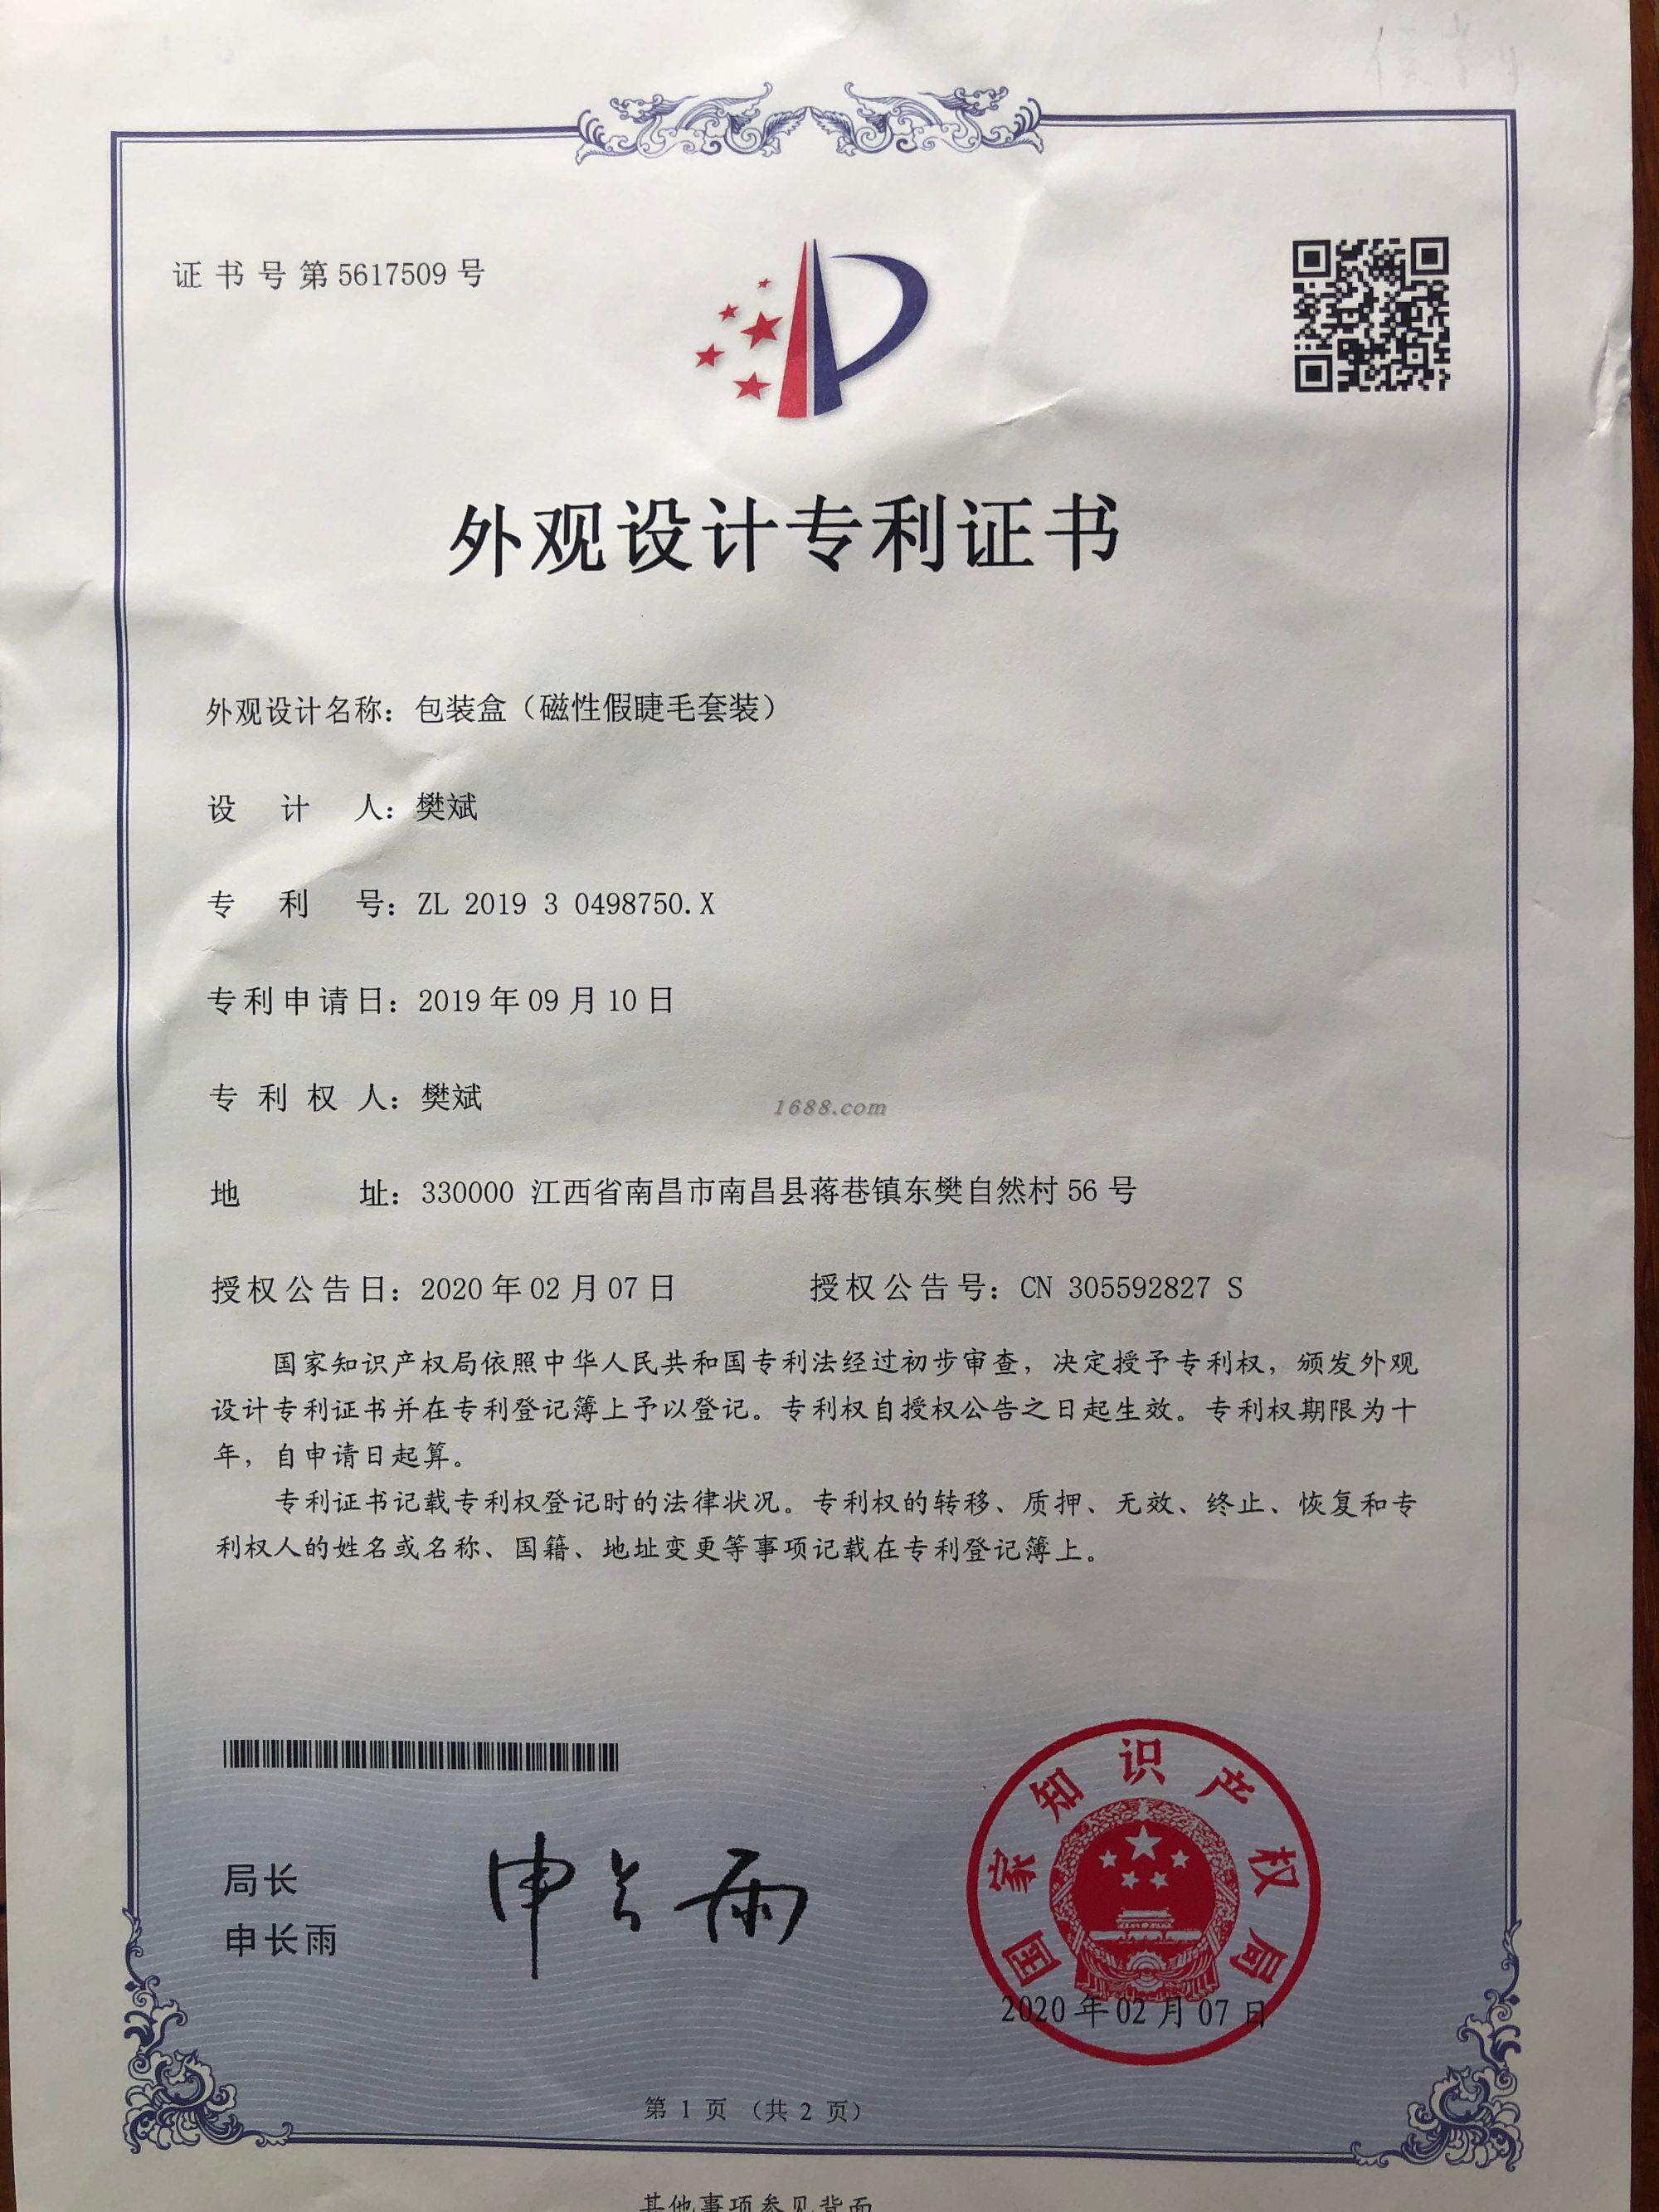 证书号第5617509号
外观设计专利证书
外观设计名称：包装盒（磁性假睫毛套装）
设计人：樊斌
专利号：ZL 2019 3 0498750.X
专利申请日：2019年09月10日
专利权人：樊斌
1688.com
地址：330000 江西省南昌市南昌县蒋巷镇东樊自然村56号
授权公告日：2020年02月07日 授权公告号：CN 305592827 S
国家知识产权局依照中华人民共和国专利法经过初步审查，决定授予专利权，颁发外观
设计专利证书并在专利登记簿上予以登记。专利权自授权公告之日起生效。专利权期限为十
年，自申请日起算。
专利证书记载专利权登记时的法律状况。专利权的转移、质押、无效、终止、恢复和专
利权人的姓名或名称、国籍、地址变更等事项记载在专利登记簿上。
局长
申长雨
申长雨
国家知识产权局
2020年02月07日
第 1 页 （共 2 页）
其他事项参见背面